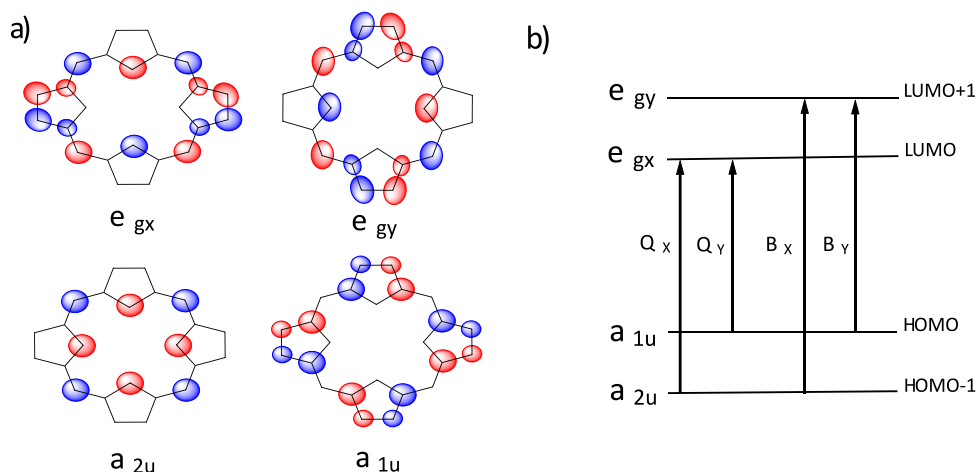 a)
e gx
e gy
a 2u
a 1u
b)
e gy LUMO+1
e gx LUMO
Q X Q Y B X B Y
a 1u HOMO
a 2u HOMO-1